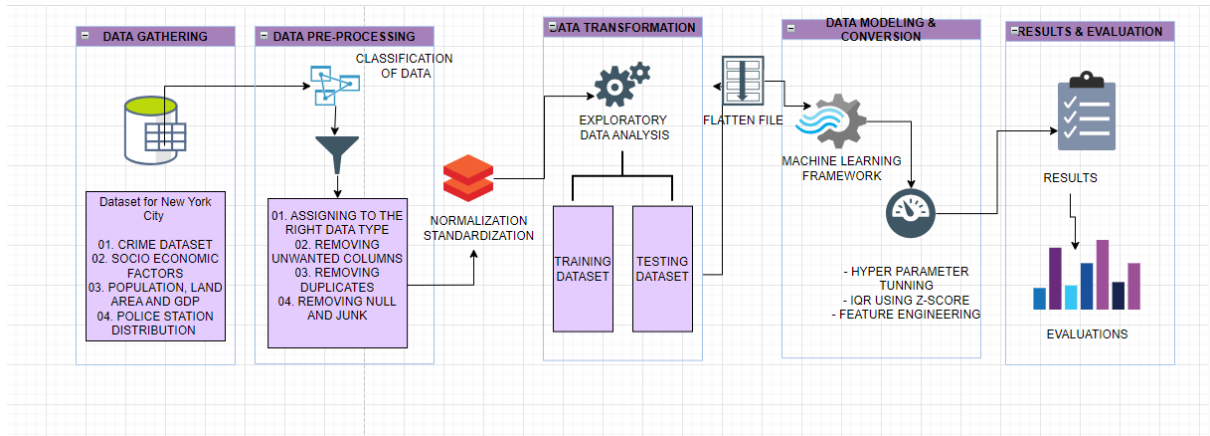 DATA GATHERING
Dataset for New York
City
01. CRIME DATASET
02. SOCIO ECONOMIC
FACTORS
03. POPULATION, LAND
AREA AND GDP
04. POLICE STATION
DISTRIBUTION
DATA PRE-PROCESSING
CLASSIFICATION
OF DATA
01. ASSIGNING TO THE
RIGHT DATA TYPE
02. REMOVING
UNWANTED COLUMNS
03. REMOVING
DUPLICATES
04. REMOVING NULL
AND JUNK
NORMALIZATION
STANDARDIZATION
DATA TRANSFORMATION
EXPLORATORY
DATA ANALYSIS
TRAINING
DATASET
TESTING
DATASET
FLATTEN FILE
DATA MODELING &
CONVERSION
MACHINE LEARNING
FRAMEWORK
- HYPER PARAMETER
TUNNING
- IQR USING Z-SCORE
- FEATURE ENGINEERING
RESULTS & EVALUATION
RESULTS
EVALUATIONS